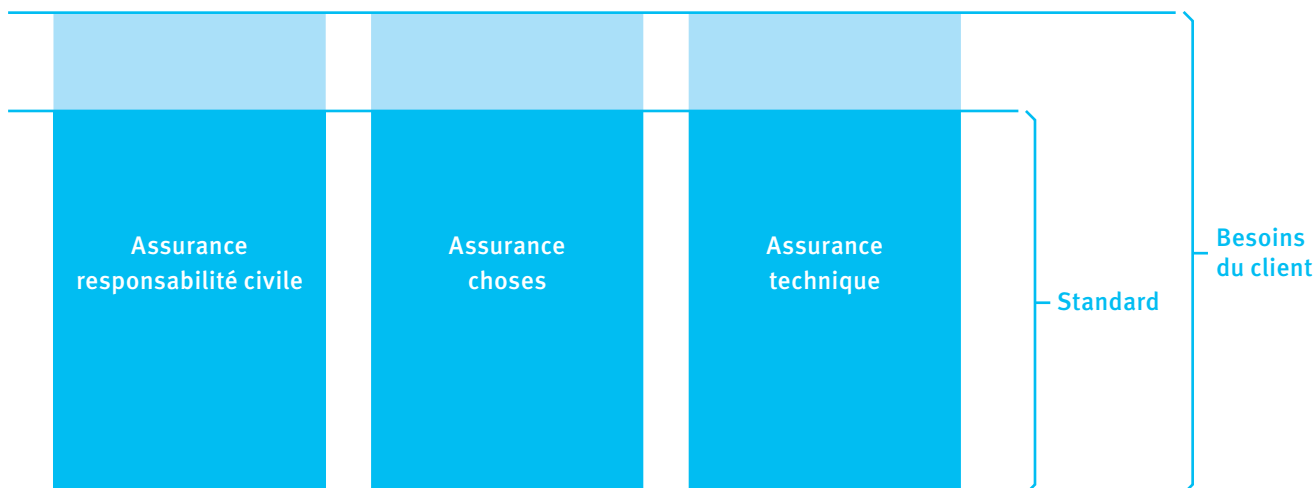 Assurance
responsabilité civile
Assurance
choses
Assurance
technique
Standard
Besoins
du client